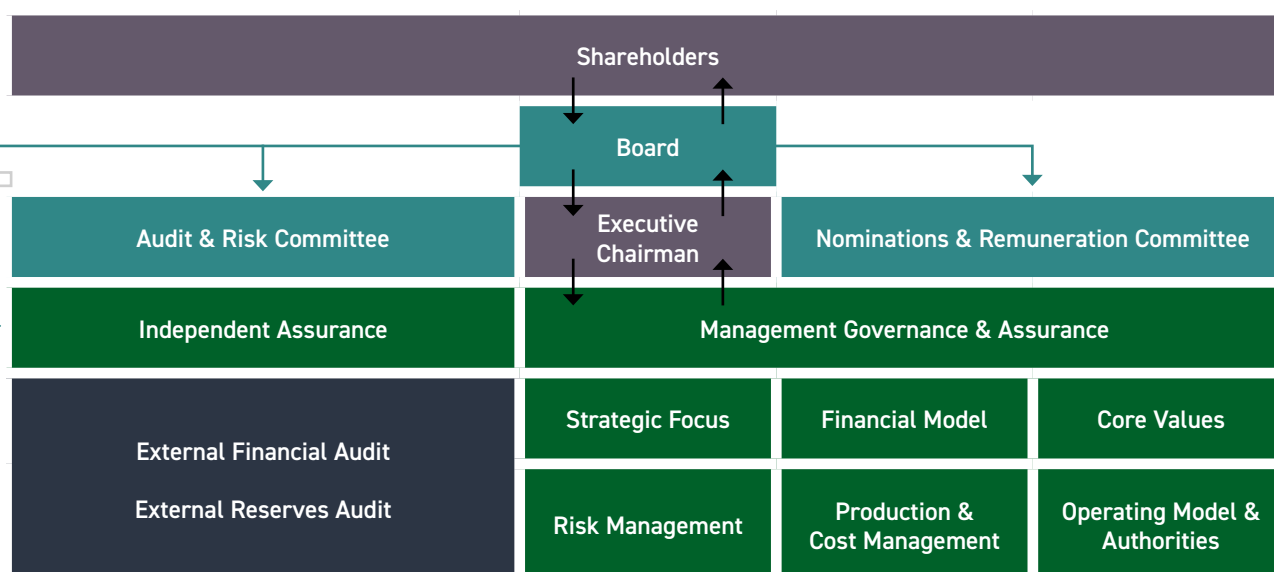 Shareholders
Board
Audit & Risk Committee
Executive
Chairman
Nominations & Remuneration Committee
Independent Assurance
Management Governance & Assurance
External Financial Audit
External Reserves Audit
Strategic Focus
Financial Model
Core Values
Risk Management
Production &
Cost Management
Operating Model &
Authorities